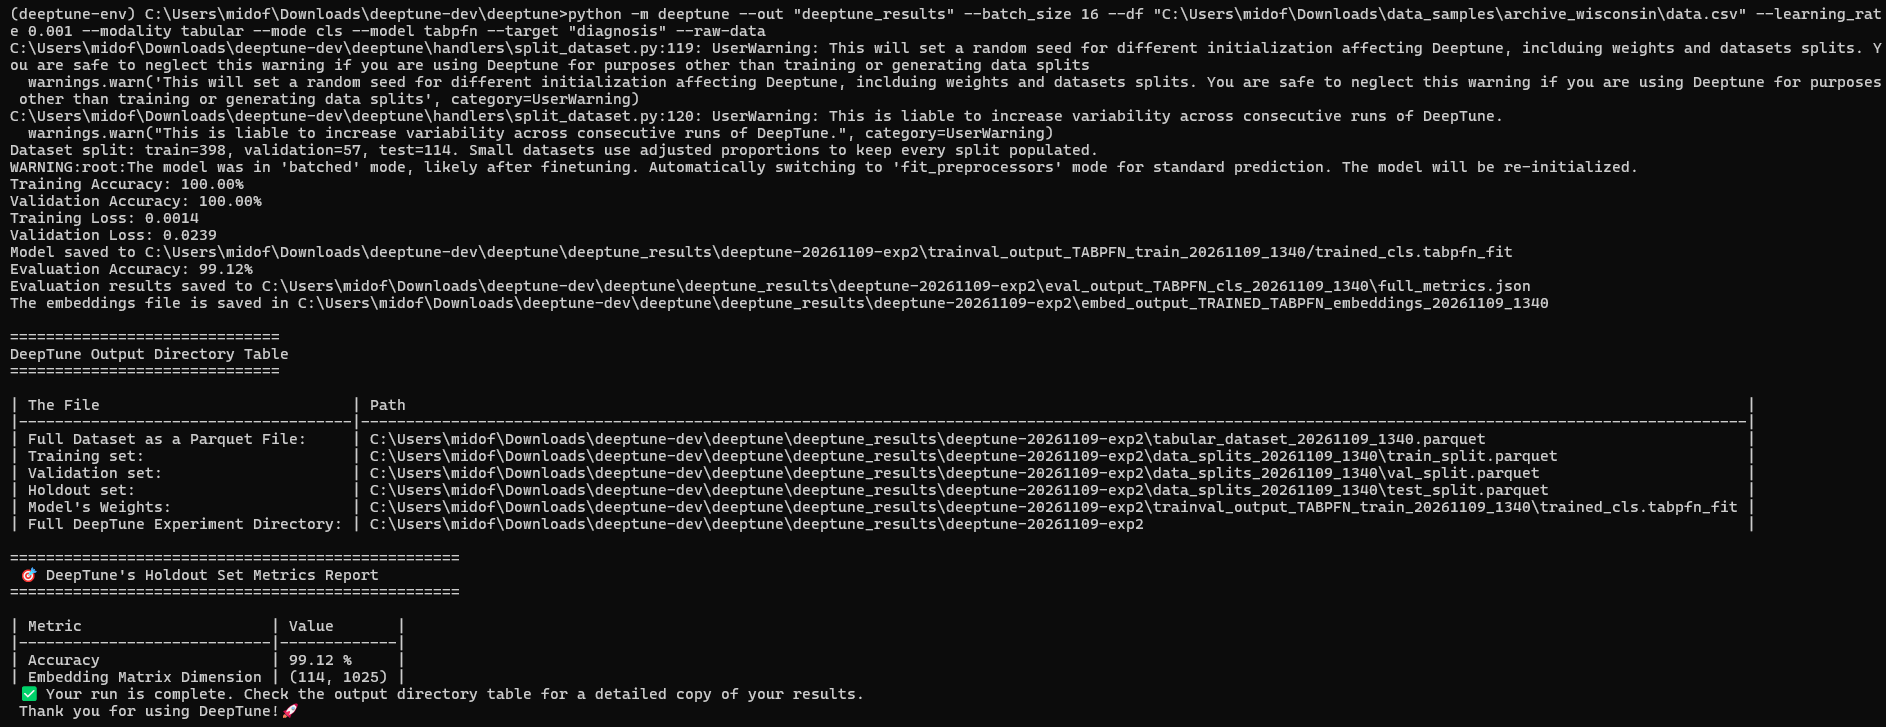 (deeptune-env) C:\Users\midof\Downloads\deeptune-dev\deeptune>python -m deeptune --out "deeptune_results" --batch_size 16 --df "C:\Users\midof\Downloads\data_samples\archive_wisconsin\data.csv" --learning_rat
e 0.001 --modality tabular --mode cls --model tabpfn --target "diagnosis" --raw-data
C:\Users\midof\Downloads\deeptune-dev\deeptune\handlers\split_dataset.py:119: UserWarning: This will set a random seed for different initialization affecting Deeptune, inclduing weights and datasets splits. Y
ou are safe to neglect this warning if you are using Deeptune for purposes other than training or generating data splits
  warnings.warn('This will set a random seed for different initialization affecting Deeptune, inclduing weights and datasets splits. You are safe to neglect this warning if you are using Deeptune for purposes
 other than training or generating data splits', category=UserWarning)
C:\Users\midof\Downloads\deeptune-dev\deeptune\handlers\split_dataset.py:120: UserWarning: This is liable to increase variability across consecutive runs of DeepTune.
  warnings.warn("This is liable to increase variability across consecutive runs of DeepTune.", category=UserWarning)
Dataset split: train=398, validation=57, test=114. Small datasets use adjusted proportions to keep every split populated.
WARNING:root:The model was in 'batched' mode, likely after finetuning. Automatically switching to 'fit_preprocessors' mode for standard prediction. The model will be re-initialized.
Training Accuracy: 100.00%
Validation Accuracy: 100.00%
Training Loss: 0.0014
Validation Loss: 0.0239
Model saved to C:\Users\midof\Downloads\deeptune-dev\deeptune\deeptune_results\deeptune-20261109-exp2\trainval_output_TABPFN_train_20261109_1340/trained_cls.tabpfn_fit
Evaluation Accuracy: 99.12%
Evaluation results saved to C:\Users\midof\Downloads\deeptune-dev\deeptune\deeptune_results\deeptune-20261109-exp2\eval_output_TABPFN_cls_20261109_1340\full_metrics.json
The embeddings file is saved in C:\Users\midof\Downloads\deeptune-dev\deeptune\deeptune_results\deeptune-20261109-exp2\embed_output_TRAINED_TABPFN_embeddings_20261109_1340

==============================
DeepTune Output Directory Table
==============================

| The File | Path |
|-------------------------------------|----------------------------------------------------------------------------------------------------------------------------------------------------------|
| Full Dataset as a Parquet File: | C:\Users\midof\Downloads\deeptune-dev\deeptune\deeptune_results\deeptune-20261109-exp2\tabular_dataset_20261109_1340.parquet |
| Training set: | C:\Users\midof\Downloads\deeptune-dev\deeptune\deeptune_results\deeptune-20261109-exp2\data_splits_20261109_1340\train_split.parquet |
| Validation set: | C:\Users\midof\Downloads\deeptune-dev\deeptune\deeptune_results\deeptune-20261109-exp2\data_splits_20261109_1340\val_split.parquet |
| Holdout set: | C:\Users\midof\Downloads\deeptune-dev\deeptune\deeptune_results\deeptune-20261109-exp2\data_splits_20261109_1340\test_split.parquet |
| Model's Weights: | C:\Users\midof\Downloads\deeptune-dev\deeptune\deeptune_results\deeptune-20261109-exp2\trainval_output_TABPFN_train_20261109_1340\trained_cls.tabpfn_fit |
| Full DeepTune Experiment Directory: | C:\Users\midof\Downloads\deeptune-dev\deeptune\deeptune_results\deeptune-20261109-exp2 |

==================================================
 🎯 DeepTune's Holdout Set Metrics Report
==================================================

| Metric | Value |
|----------------------------|-------------|
| Accuracy | 99.12 % |
| Embedding Matrix Dimension | (114, 1025) |
 ✅ Your run is complete. Check the output directory table for a detailed copy of your results.
 Thank you for using DeepTune!🚀